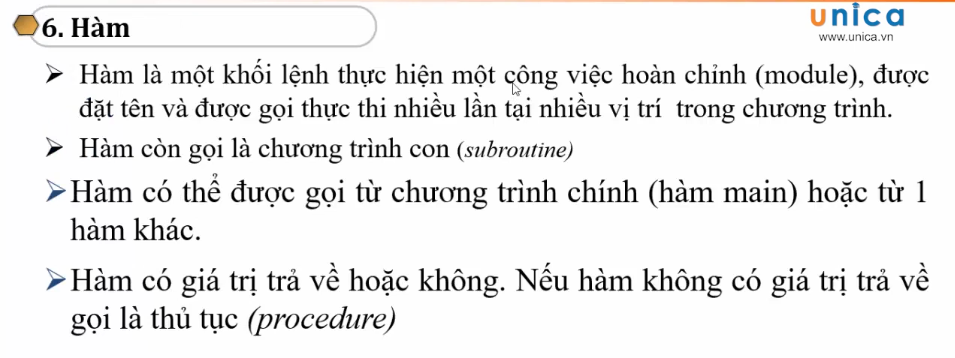 6. Hàm
unica
www.unica.vn
➢ Hàm là một khối lệnh thực hiện một công việc hoàn chỉnh (module), được
đặt tên và được gọi thực thi nhiều lần tại nhiều vị trí trong chương trình.
➢ Hàm còn gọi là chương trình con (subroutine)
➢Hàm có thể được gọi từ chương trình chính (hàm main) hoặc từ 1
hàm khác.
➢Hàm có giá trị trả về hoặc không. Nếu hàm không có giá trị trả về
gọi là thủ tục (procedure)